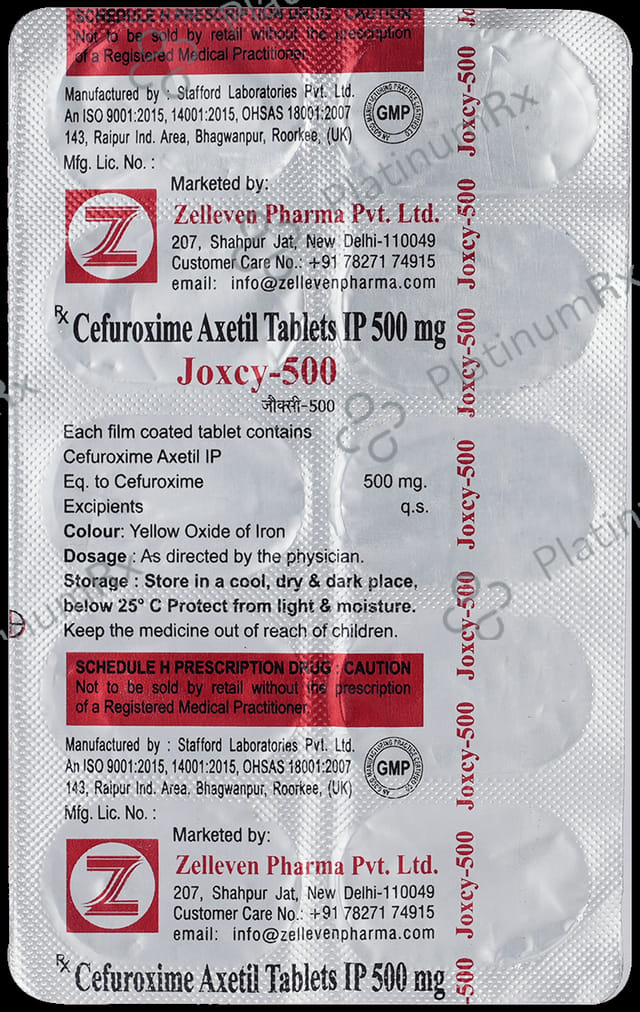 SCHEDULE H PRESCRIPTION DRUG : CAUTION
Not to be sold by retail without the prescription
of a Registered Medical Practitioner.
Manufactured by : Stafford Laboratories Pvt. Ltd.
An ISO 9001:2015, 14001:2015, OHSAS 18001:2007
143, Raipur Ind. Area, Bhagwanpur, Roorkee, (UK)
Mfg. Lic. No. :
GMP
Marketed by:
Z
Zelleven Pharma Pvt. Ltd.
207, Shahpur Jat, New Delhi-110049
Customer Care No.: +91 78271 74915
email: info@zellevenpharma.com
Rx Cefuroxime Axetil Tablets IP 500 mg
Joxcy-500
जौक्सी-500
Each film coated tablet contains
Cefuroxime Axetil IP
Eq. to Cefuroxime 500 mg.
Excipients q.s.
Colour: Yellow Oxide of Iron
Dosage : As directed by the physician.
Storage : Store in a cool, dry & dark place,
below 25º C Protect from light & moisture.
Keep the medicine out of reach of children.
SCHEDULE H PRESCRIPTION DRUG : CAUTION
Not to be sold by retail without the prescription
of a Registered Medical Practitioner.
Manufactured by : Stafford Laboratories Pvt. Ltd.
An ISO 9001:2015, 14001:2015, OHSAS 18001:2007
143, Raipur Ind. Area, Bhagwanpur, Roorkee, (UK)
Mfg. Lic. No. :
GMP
Marketed by:
Z
Zelleven Pharma Pvt. Ltd.
207, Shahpur Jat, New Delhi-110049
Customer Care No.: +91 78271 74915
email: info@zellevenpharma.com
Rx Cefuroxime Axetil Tablets IP 500 mg
-500
Joxcy-500
Joxcy-500
Joxcy-500
Joxcy-500
Joxcy-500
Joxcy-500
Joxcy-500
Jo
PlatinumRx
PlatinumRx
PlatinumRx
PlatinumRx